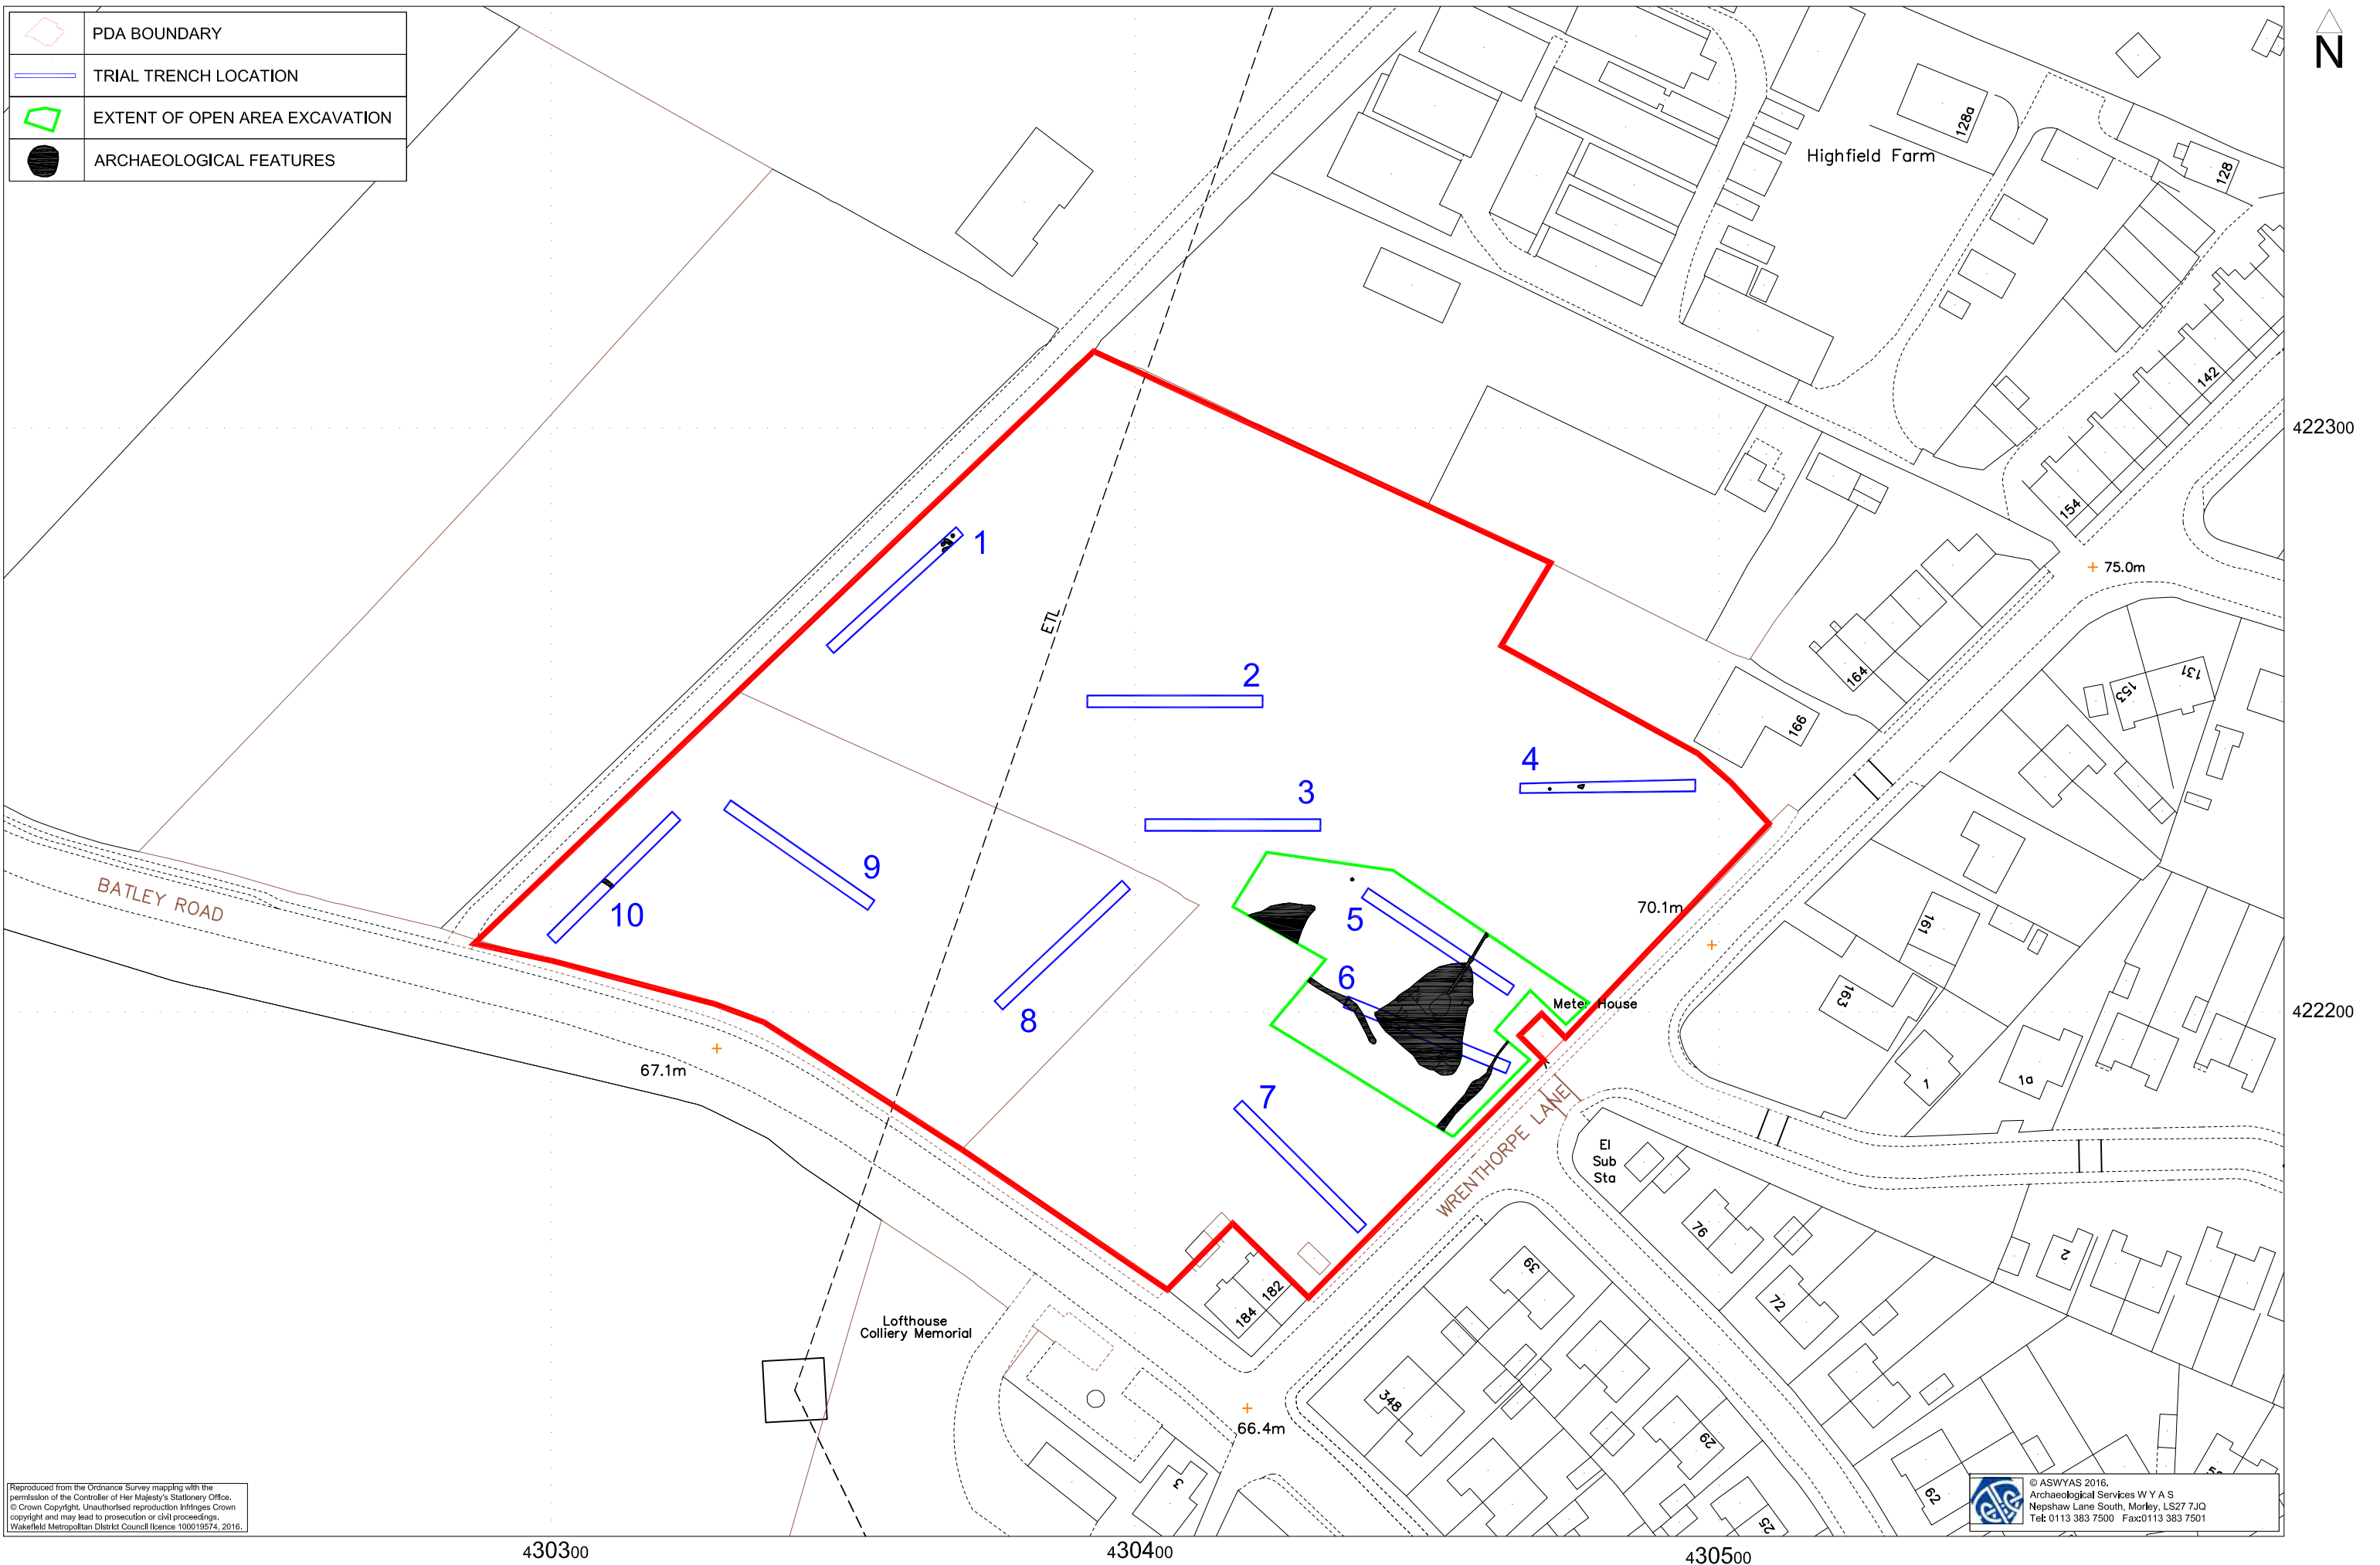 PDA BOUNDARY
TRIAL TRENCH LOCATION
EXTENT OF OPEN AREA EXCAVATION
ARCHAEOLOGICAL FEATURES
N
Highfield Farm
128a
128
142
154
422300
75.0m
1
ETL
2
164
166
153
131
4
3
9
BATLEY ROAD
10
5
70.1m
161
163
6
Meter House
8
422200
67.1m
7
1
1a
WRENTHORPE LANE
El
Sub
Sta
76
2
39
72
182
184
Lofthouse
Colliery Memorial
348
66.4m
29
3
62
25
Reproduced from the Ordnance Survey mapping with the
permission of the Controller of Her Majesty's Stationery Office.
© Crown Copyright. Unauthorised reproduction infringes Crown
copyright and may lead to prosecution or civil proceedings.
Wakefield Metropolitan District Council licence 100019574, 2016.
© ASWYAS 2016.
Archaeological Services W Y A S
Nepshaw Lane South, Morley, LS27 7JQ
Tel: 0113 383 7500 Fax:0113 383 7501
430300
430400
430500